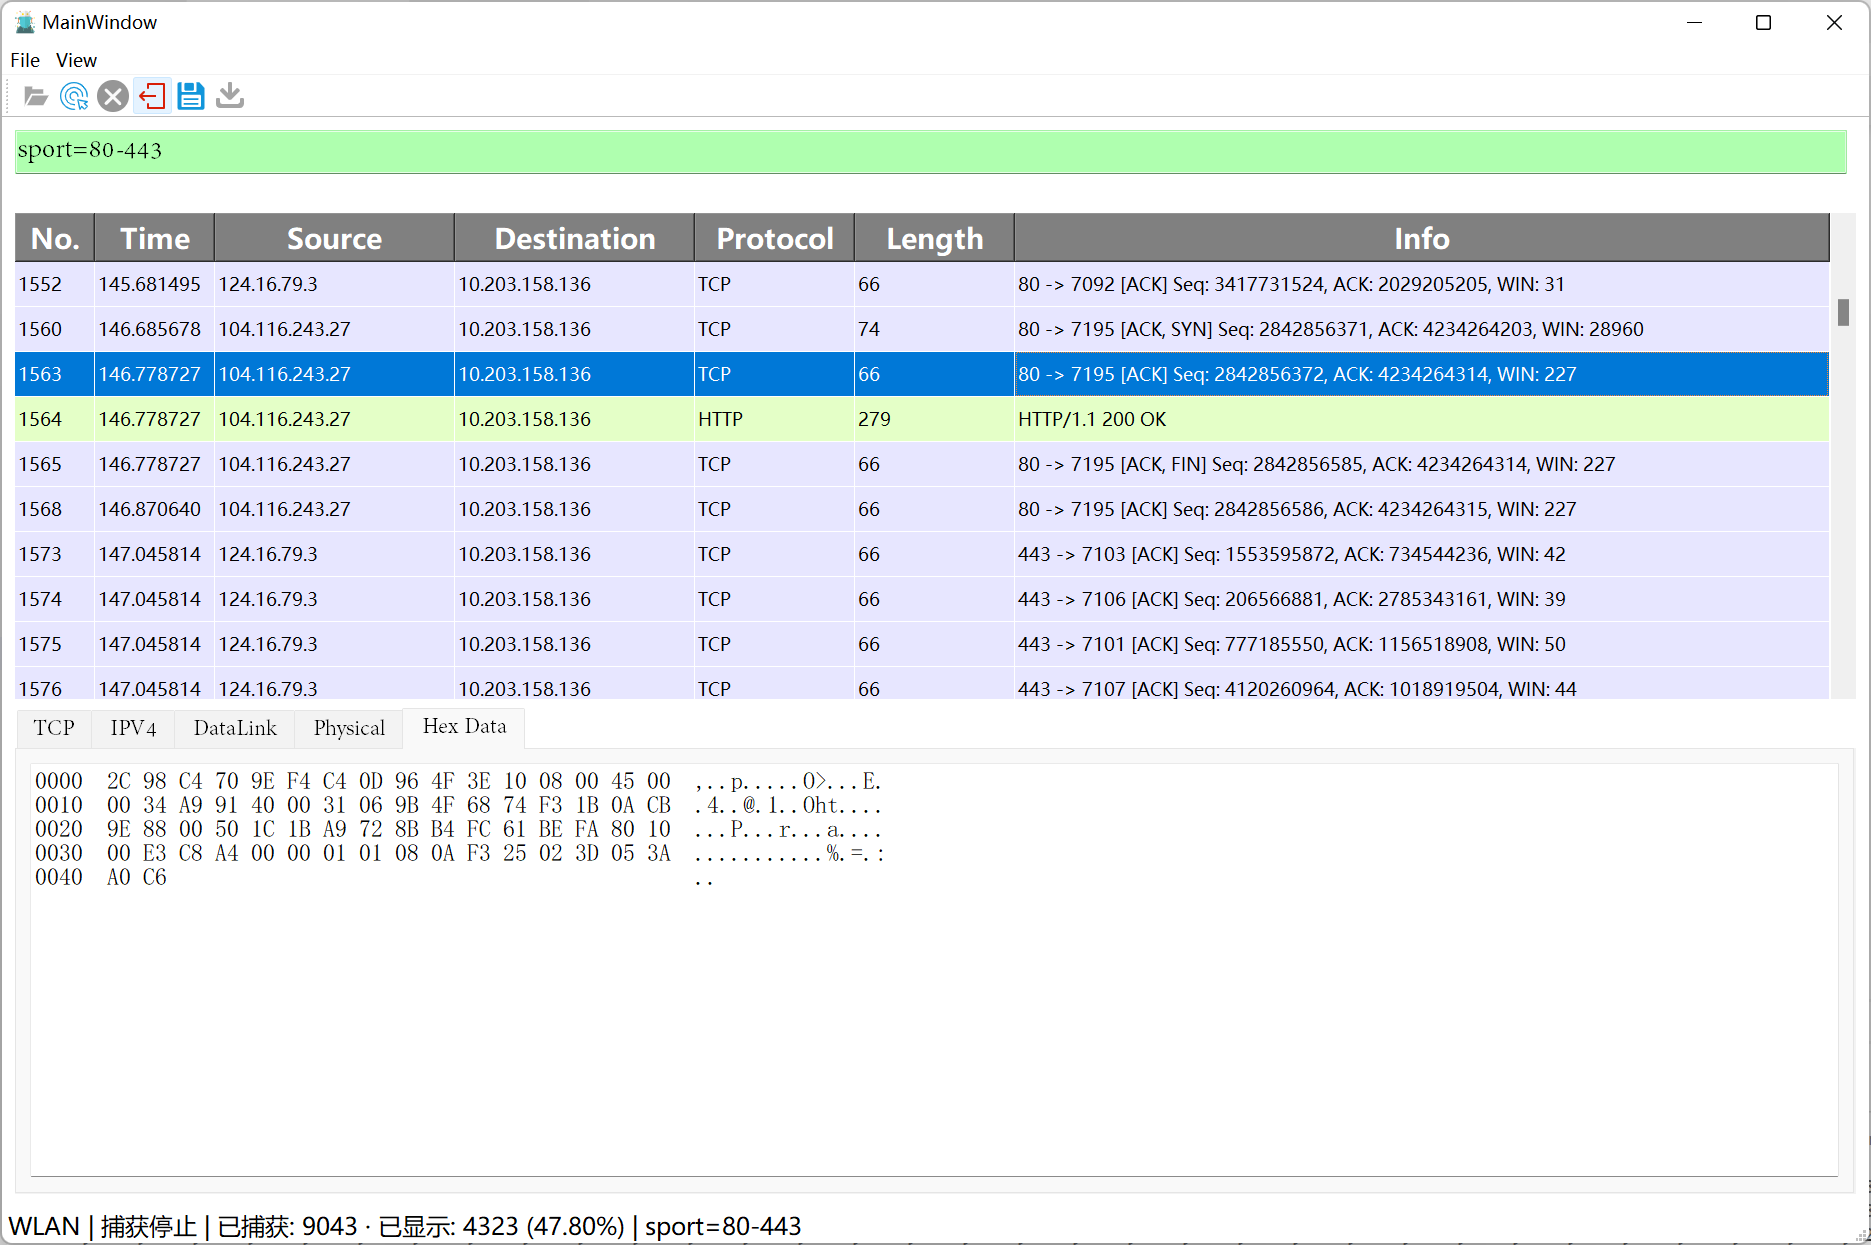 MainWindow
File View
sport=80-443
No. Time Source Destination Protocol Length Info
1552 145.681495 124.16.79.3 10.203.158.136 TCP 66 80 -> 7092 [ACK] Seq: 3417731524, ACK: 2029205205, WIN: 31
1560 146.685678 104.116.243.27 10.203.158.136 TCP 74 80 -> 7195 [ACK, SYN] Seq: 2842856371, ACK: 4234264203, WIN: 28960
1563 146.778727 104.116.243.27 10.203.158.136 TCP 66 80 -> 7195 [ACK] Seq: 2842856372, ACK: 4234264314, WIN: 227
1564 146.778727 104.116.243.27 10.203.158.136 HTTP 279 HTTP/1.1 200 OK
1565 146.778727 104.116.243.27 10.203.158.136 TCP 66 80 -> 7195 [ACK, FIN] Seq: 2842856585, ACK: 4234264314, WIN: 227
1568 146.870640 104.116.243.27 10.203.158.136 TCP 66 80 -> 7195 [ACK] Seq: 2842856586, ACK: 4234264315, WIN: 227
1573 147.045814 124.16.79.3 10.203.158.136 TCP 66 443 -> 7103 [ACK] Seq: 1553595872, ACK: 734544236, WIN: 42
1574 147.045814 124.16.79.3 10.203.158.136 TCP 66 443 -> 7106 [ACK] Seq: 206566881, ACK: 2785343161, WIN: 39
1575 147.045814 124.16.79.3 10.203.158.136 TCP 66 443 -> 7101 [ACK] Seq: 777185550, ACK: 1156518908, WIN: 50
1576 147.045814 124.16.79.3 10.203.158.136 TCP 66 443 -> 7107 [ACK] Seq: 4120260964, ACK: 1018919504, WIN: 44
TCP IPV4 DataLink Physical Hex Data
0000 2C 98 C4 70 9E F4 C4 0D 96 4F 3E 10 08 00 45 00 ,..p.....O>...E.
0010 00 34 A9 91 40 00 31 06 9B 4F 68 74 F3 1B 0A CB .4..@.1..Oht....
0020 9E 88 00 50 1C 1B A9 72 8B B4 FC 61 BE FA 80 10 ...P...r...a....
0030 00 E3 C8 A4 00 00 01 01 08 0A F3 25 02 3D 05 3A ...........%.=.:
0040 A0 C6 ..
WLAN | 捕获停止 | 已捕获: 9043 · 已显示: 4323 (47.80%) | sport=80-443